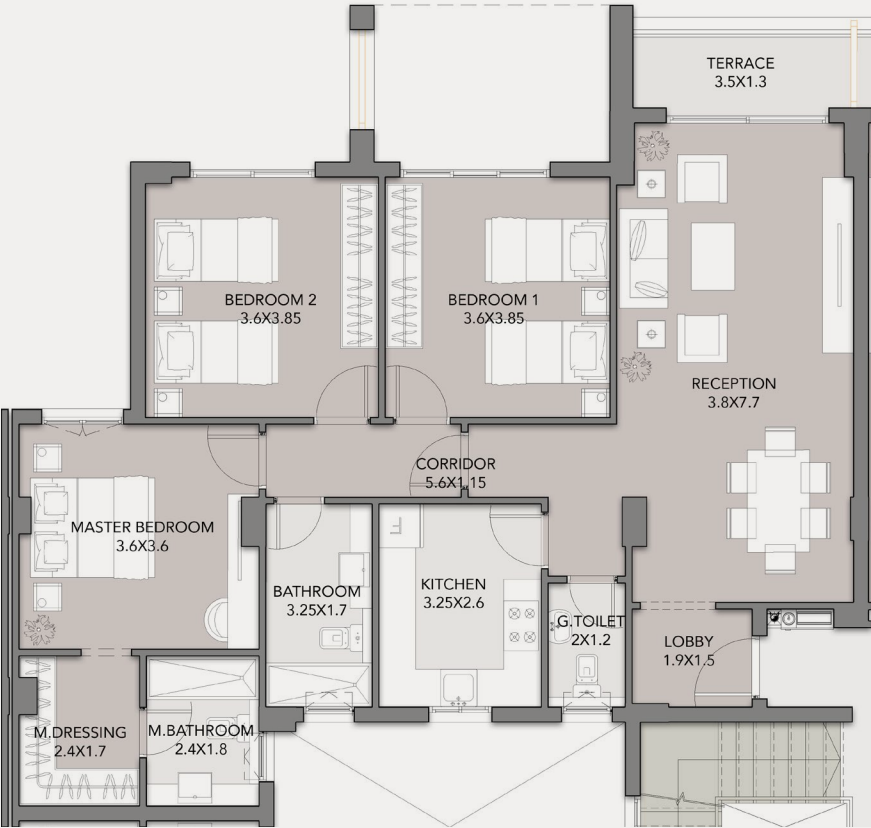 TERRACE
3.5X1.3
BEDROOM 2
3.6X3.85
BEDROOM 1
3.6X3.85
RECEPTION
3.8X7.7
CORRIDOR
5.6X1.15
MASTER BEDROOM
3.6X3.6
BATHROOM
3.25X1.7
KITCHEN
3.25X2.6
G.TOILET
2X1.2
LOBBY
1.9X1.5
M.DRESSING
2.4X1.7
M.BATHROOM
2.4X1.8